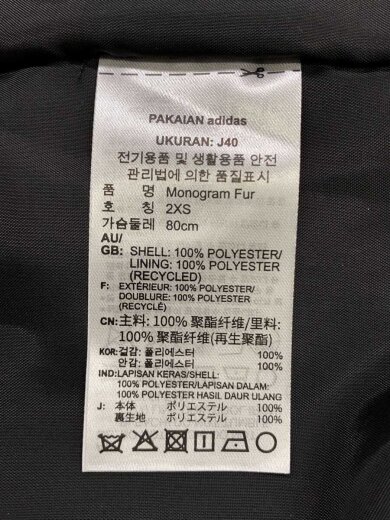 PAKAIAN adidas
UKURAN: J40
전기용품 및 생활용품 안전
관리법에 의한 품질표시
품 명 Monogram Fur
호 칭 2XS
가슴둘레 80cm
AU/
GB: SHELL: 100% POLYESTER/
LINING: 100% POLYESTER
(RECYCLED)
F: EXTÉRIEUR: 100% POLYESTER/
DOUBLURE: 100% POLYESTER
(RECYCLÉ)
CN: 主料: 100% 聚酯纤维/里料:
100% 聚酯纤维(再生聚酯)
KOR: 겉감: 폴리에스터 100%
안감: 폴리에스터 100%
IND: LAPISAN KERAS/SHELL:
100% POLYESTER/LAPISAN DALAM:
100% POLYESTER HASIL DAUR ULANG
J: 本体 ポリエステル 100%
裏生地 ポリエステル 100%